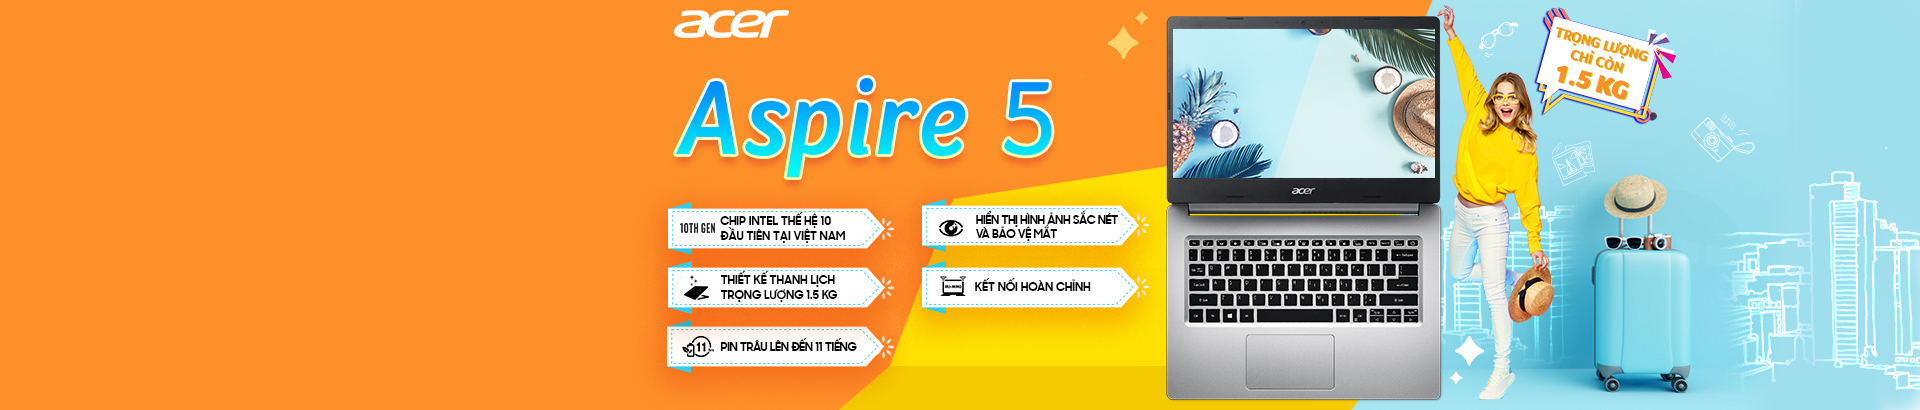 acer
Aspire 5
10TH GEN
CHIP INTEL THẾ HỆ 10
ĐẦU TIÊN TẠI VIỆT NAM
THIẾT KẾ THANH LỊCH
TRỌNG LƯỢNG 1.5 KG
11
PIN TRÂU LÊN ĐẾN 11 TIẾNG
HIỂN THỊ HÌNH ẢNH SẮC NÉT
VÀ BẢO VỆ MẮT
KẾT NỐI HOÀN CHỈNH
acer
TRỌNG LƯỢNG
CHỈ CÒN
1.5 KG